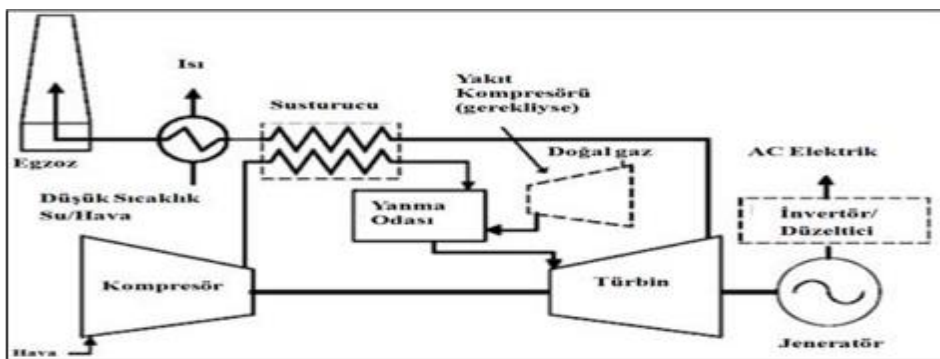 Isı
Susturucu
Yakıt
Kompresörü
(gerekliyse)
Doğal gaz
AC Elektrik
Egzoz
Düşük Sıcaklık
Su/Hava
Yanma
Odası
İnvertör/
Düzeltici
Kompresör
Türbin
Jeneratör
Hava